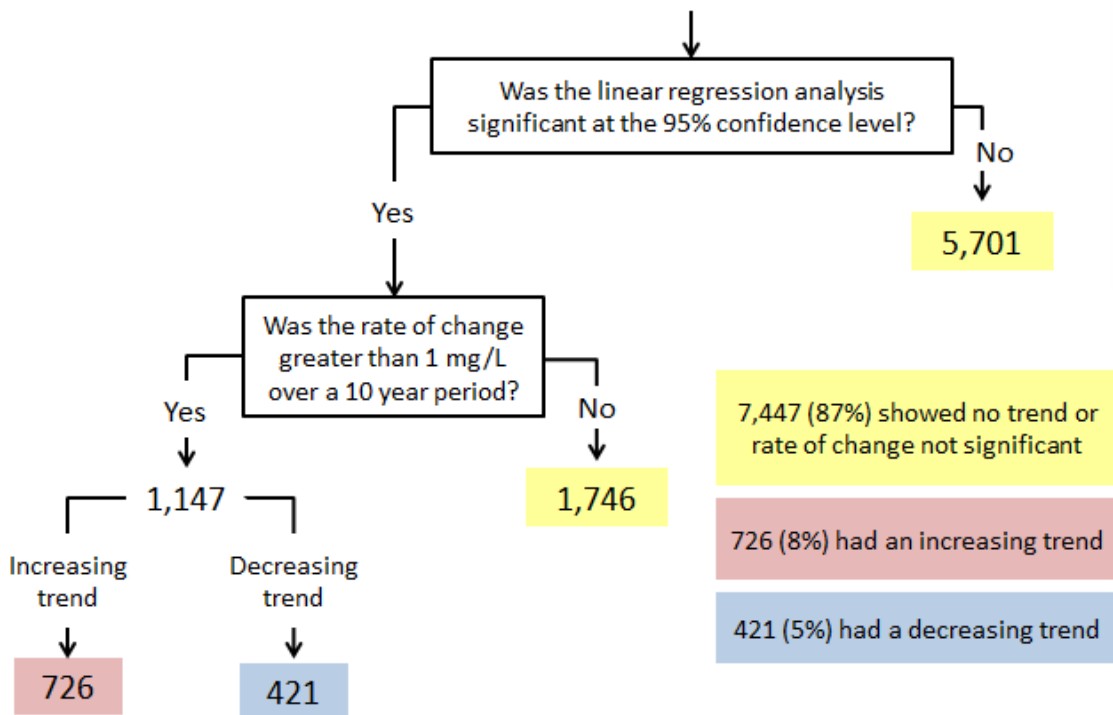 Was the linear regression analysis
significant at the 95% confidence level?
No
Yes
5,701
Was the rate of change
greater than 1 mg/L
over a 10 year period?
Yes
No
1,147
1,746
Increasing
trend
Decreasing
trend
726
421
7,447 (87%) showed no trend or
rate of change not significant
726 (8%) had an increasing trend
421 (5%) had a decreasing trend